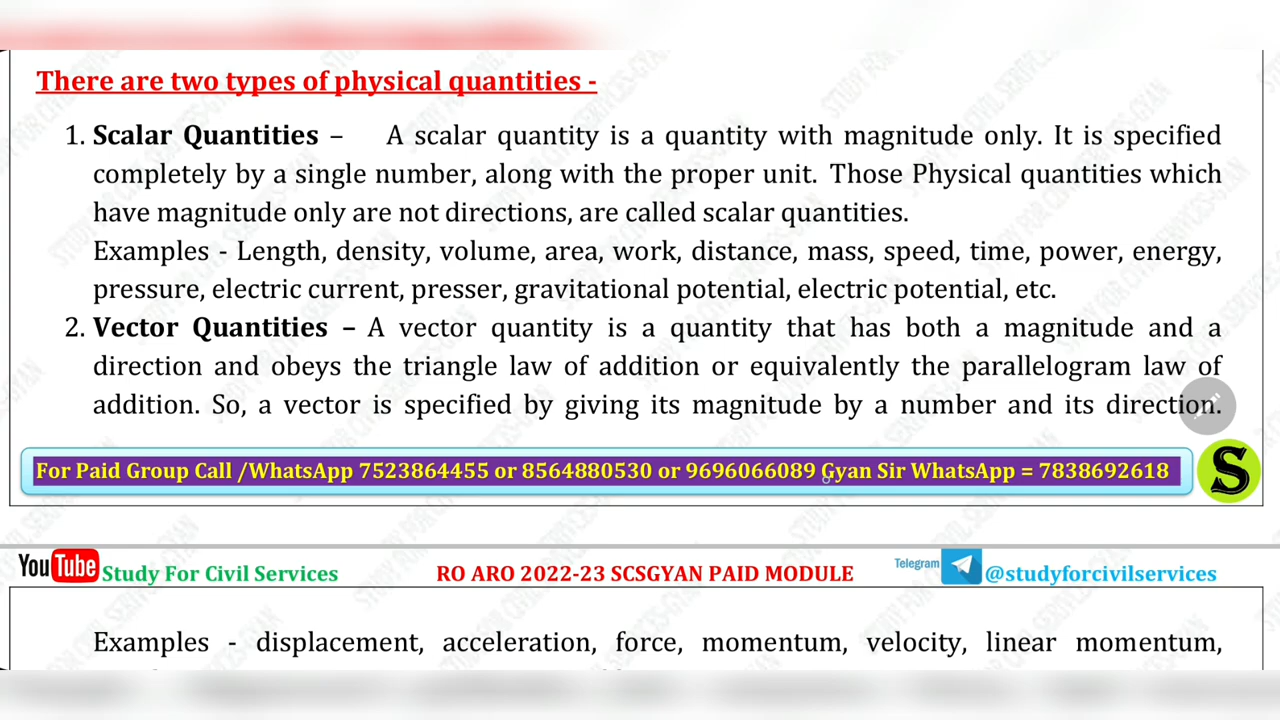 There are two types of physical quantities -
1. Scalar Quantities – A scalar quantity is a quantity with magnitude only. It is specified
completely by a single number, along with the proper unit. Those Physical quantities which
have magnitude only are not directions, are called scalar quantities.
Examples - Length, density, volume, area, work, distance, mass, speed, time, power, energy,
pressure, electric current, presser, gravitational potential, electric potential, etc.
2. Vector Quantities – A vector quantity is a quantity that has both a magnitude and a
direction and obeys the triangle law of addition or equivalently the parallelogram law of
addition. So, a vector is specified by giving its magnitude by a number and its direction.
For Paid Group Call /WhatsApp 7523864455 or 8564880530 or 9696066089 Gyan Sir WhatsApp = 7838692618
S
YouTube Study For Civil Services RO ARO 2022-23 SCSGYAN PAID MODULE Telegram @studyforcivilservices
Examples - displacement, acceleration, force, momentum, velocity, linear momentum,